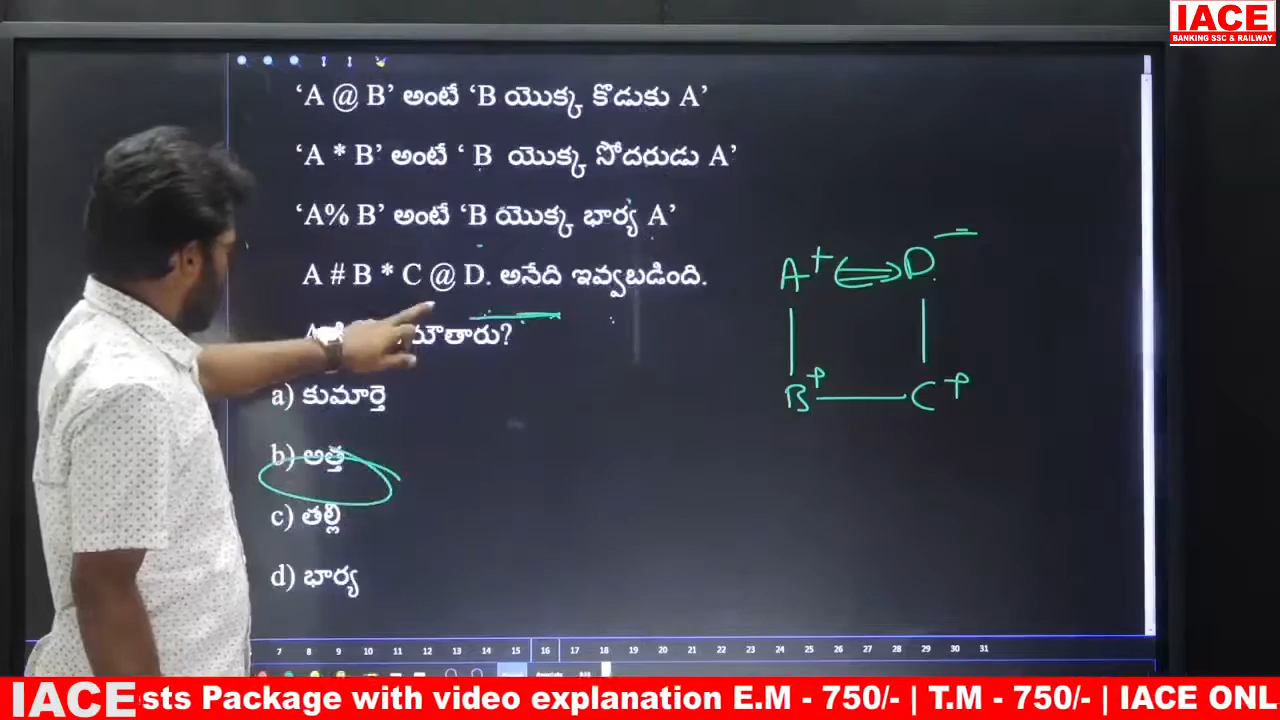 IACE
BANKING SSC & RAILWAY
'A @ B' అంటే 'B యొక్క కొడుకు A'
'A * B' అంటే ' B యొక్క సోదరుడు A'
'A% B' అంటే 'B యొక్క భార్య A'
A # B * C @ D. అనేది ఇవ్వబడింది.
A
a) కుమార్తె
b) అత్త
c) తల్లి
d) భార్య
A+ D −
B+ C+
7 8 9 10 11 12 13 14 15 16 17 18 19 20 21 22 23 24 25 26 27 28 29 30 31
IACE sts Package with video explanation E.M - 750/- | T.M - 750/- | IACE ONL